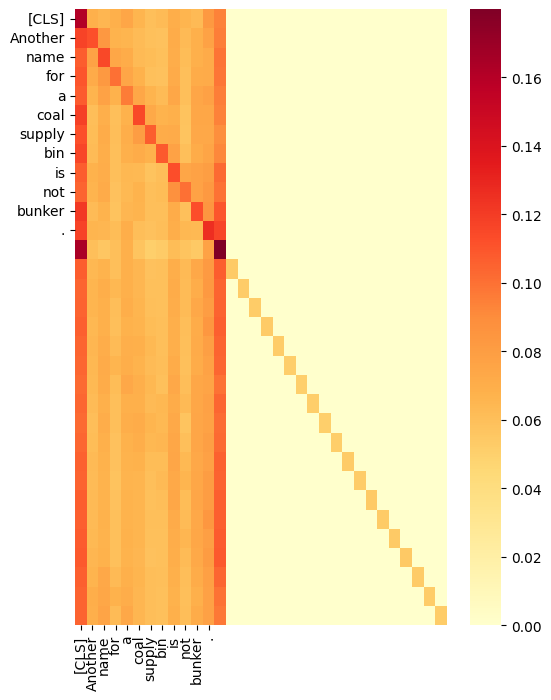 [CLS]
Another
name
for
a
coal
supply
bin
is
not
bunker
.
[CLS]
Another
name
for
a
coal
supply
bin
is
not
bunker
.
0.16
0.14
0.12
0.10
0.08
0.06
0.04
0.02
0.00